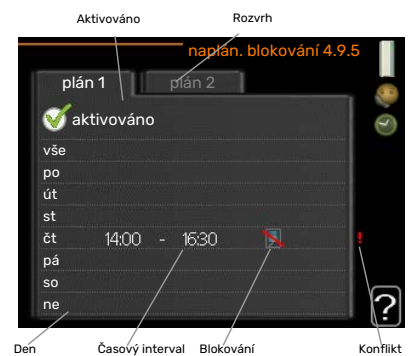 Aktivováno
Rozvrh
naplán. blokování 4.9.5
plán 1
plán 2
aktivováno
vše
po
út
st
čt 14:00 - 16:30 !
pá
so
ne
?
Den
Časový interval
Blokování
Konflikt